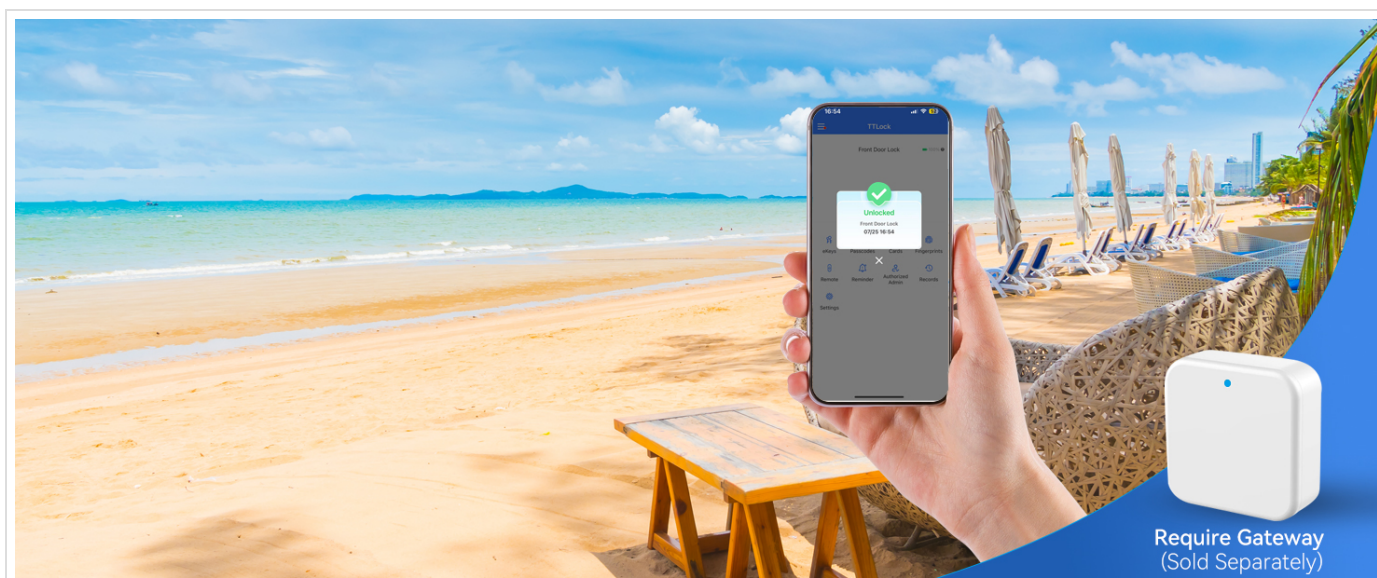 16:54
TTLock
Front Door Lock
100%
Unlocked
Front Door Lock
07/25 16:54
eKeys Passcodes Cards Fingerprints
Remote Reminder Authorized Admin Records
Settings
Require Gateway
(Sold Separately)